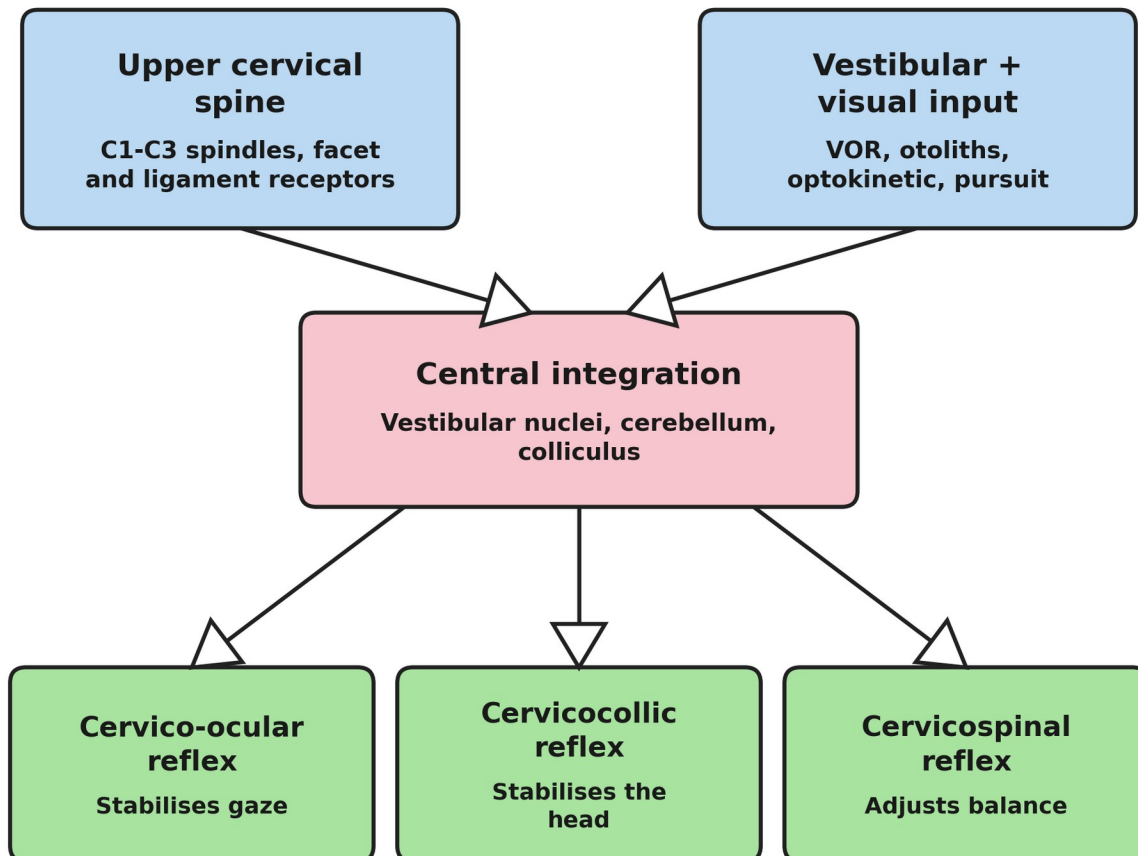 Upper cervical
spine
C1-C3 spindles, facet
and ligament receptors
Vestibular +
visual input
VOR, otoliths,
optokinetic, pursuit
Central integration
Vestibular nuclei, cerebellum,
colliculus
Cervico-ocular
reflex
Stabilises gaze
Cervicocollic
reflex
Stabilises the
head
Cervicospinal
reflex
Adjusts balance